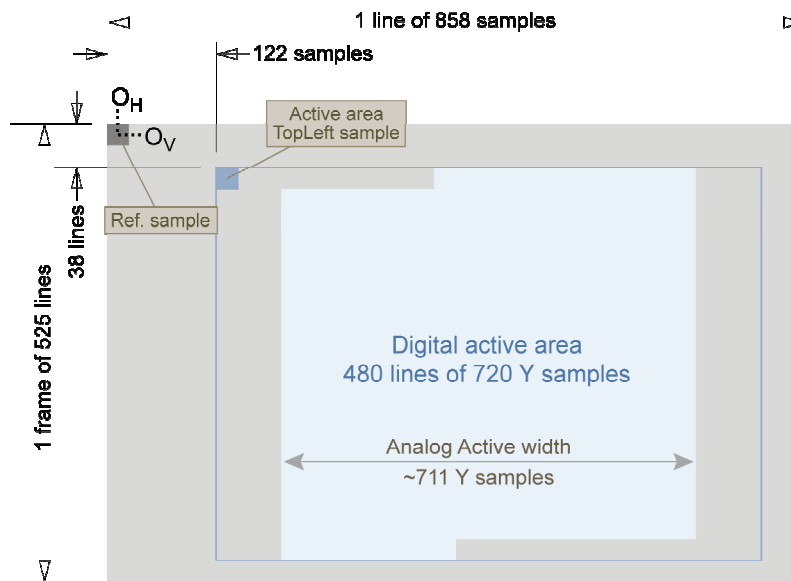 1 line of 858 samples
122 samples
OH
OV
Active area
TopLeft sample
Ref. sample
38 lines
1 frame of 525 lines
Digital active area
480 lines of 720 Y samples
Analog Active width
~711 Y samples